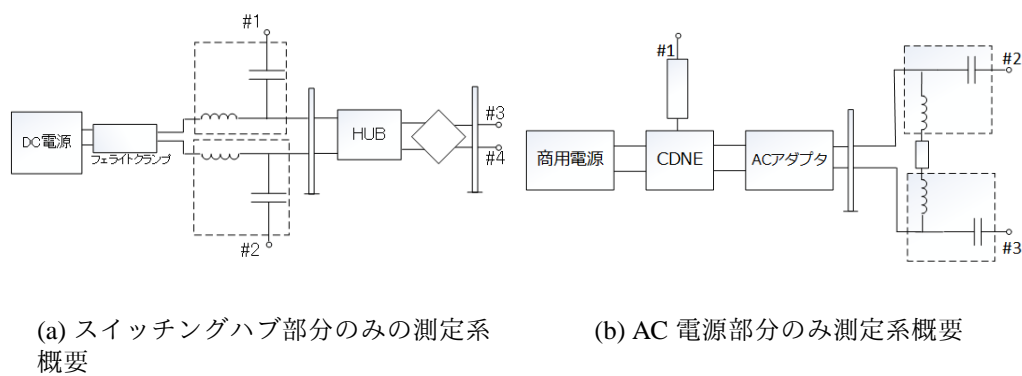 #1
DC電源
フェライトクランプ
HUB
#3
#4
#2
(a) スイッチングハブ部分のみの測定系
概要
#1
#2
商用電源
CDNE
ACアダプタ
#3
(b) AC 電源部分のみ測定系概要